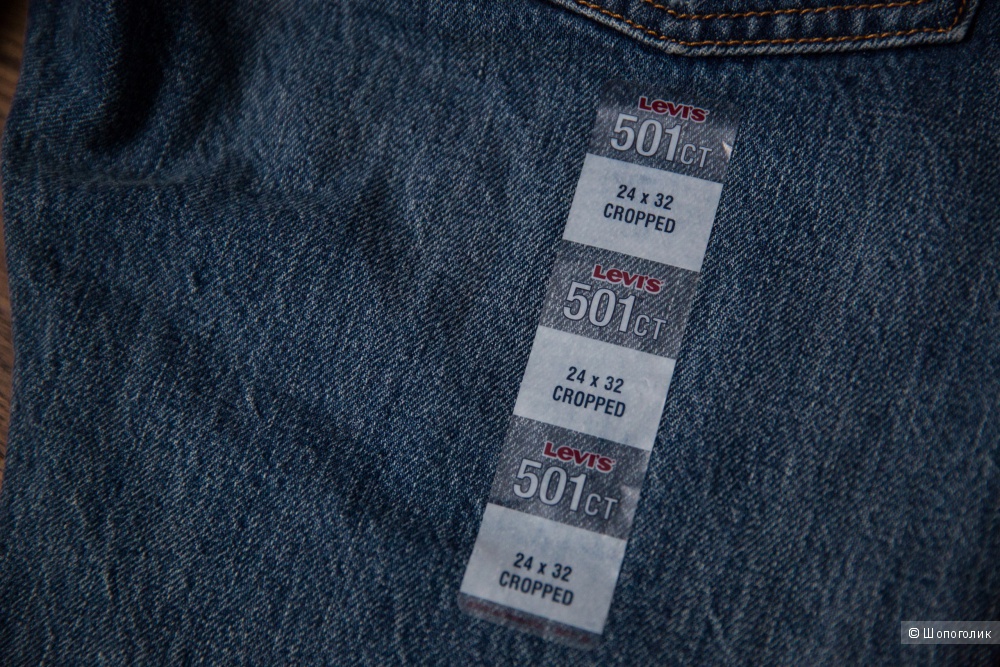 Levi's
501CT
24 x 32
CROPPED
Levi's
501CT
24 x 32
CROPPED
Levi's
501CT
24 x 32
CROPPED
© Шопоголик